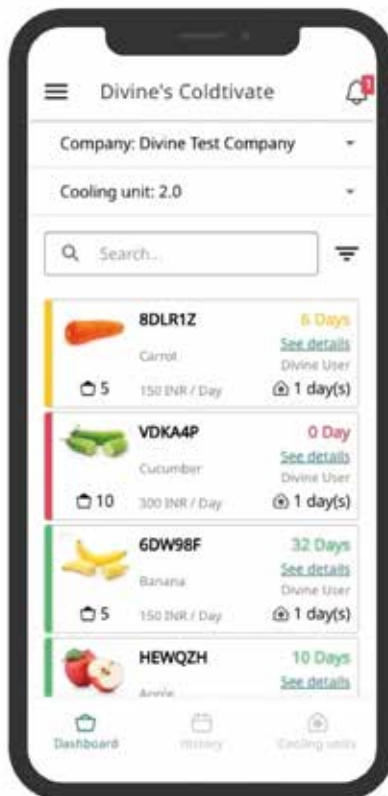 Divine's Coldtivate
Company: Divine Test Company
Cooling unit: 2.0
Search..
8DLR1Z 6 Days
See details
Carrot Divine User
5 150 INR / Day 1 day(s)
VDKA4P 0 Day
See details
Cucumber Divine User
10 300 INR / Day 1 day(s)
6DW98F 32 Days
See details
Banana Divine User
5 150 INR / Day 1 day(s)
HEWQZH 10 Days
See details
Apple
Dashboard History Cooling units